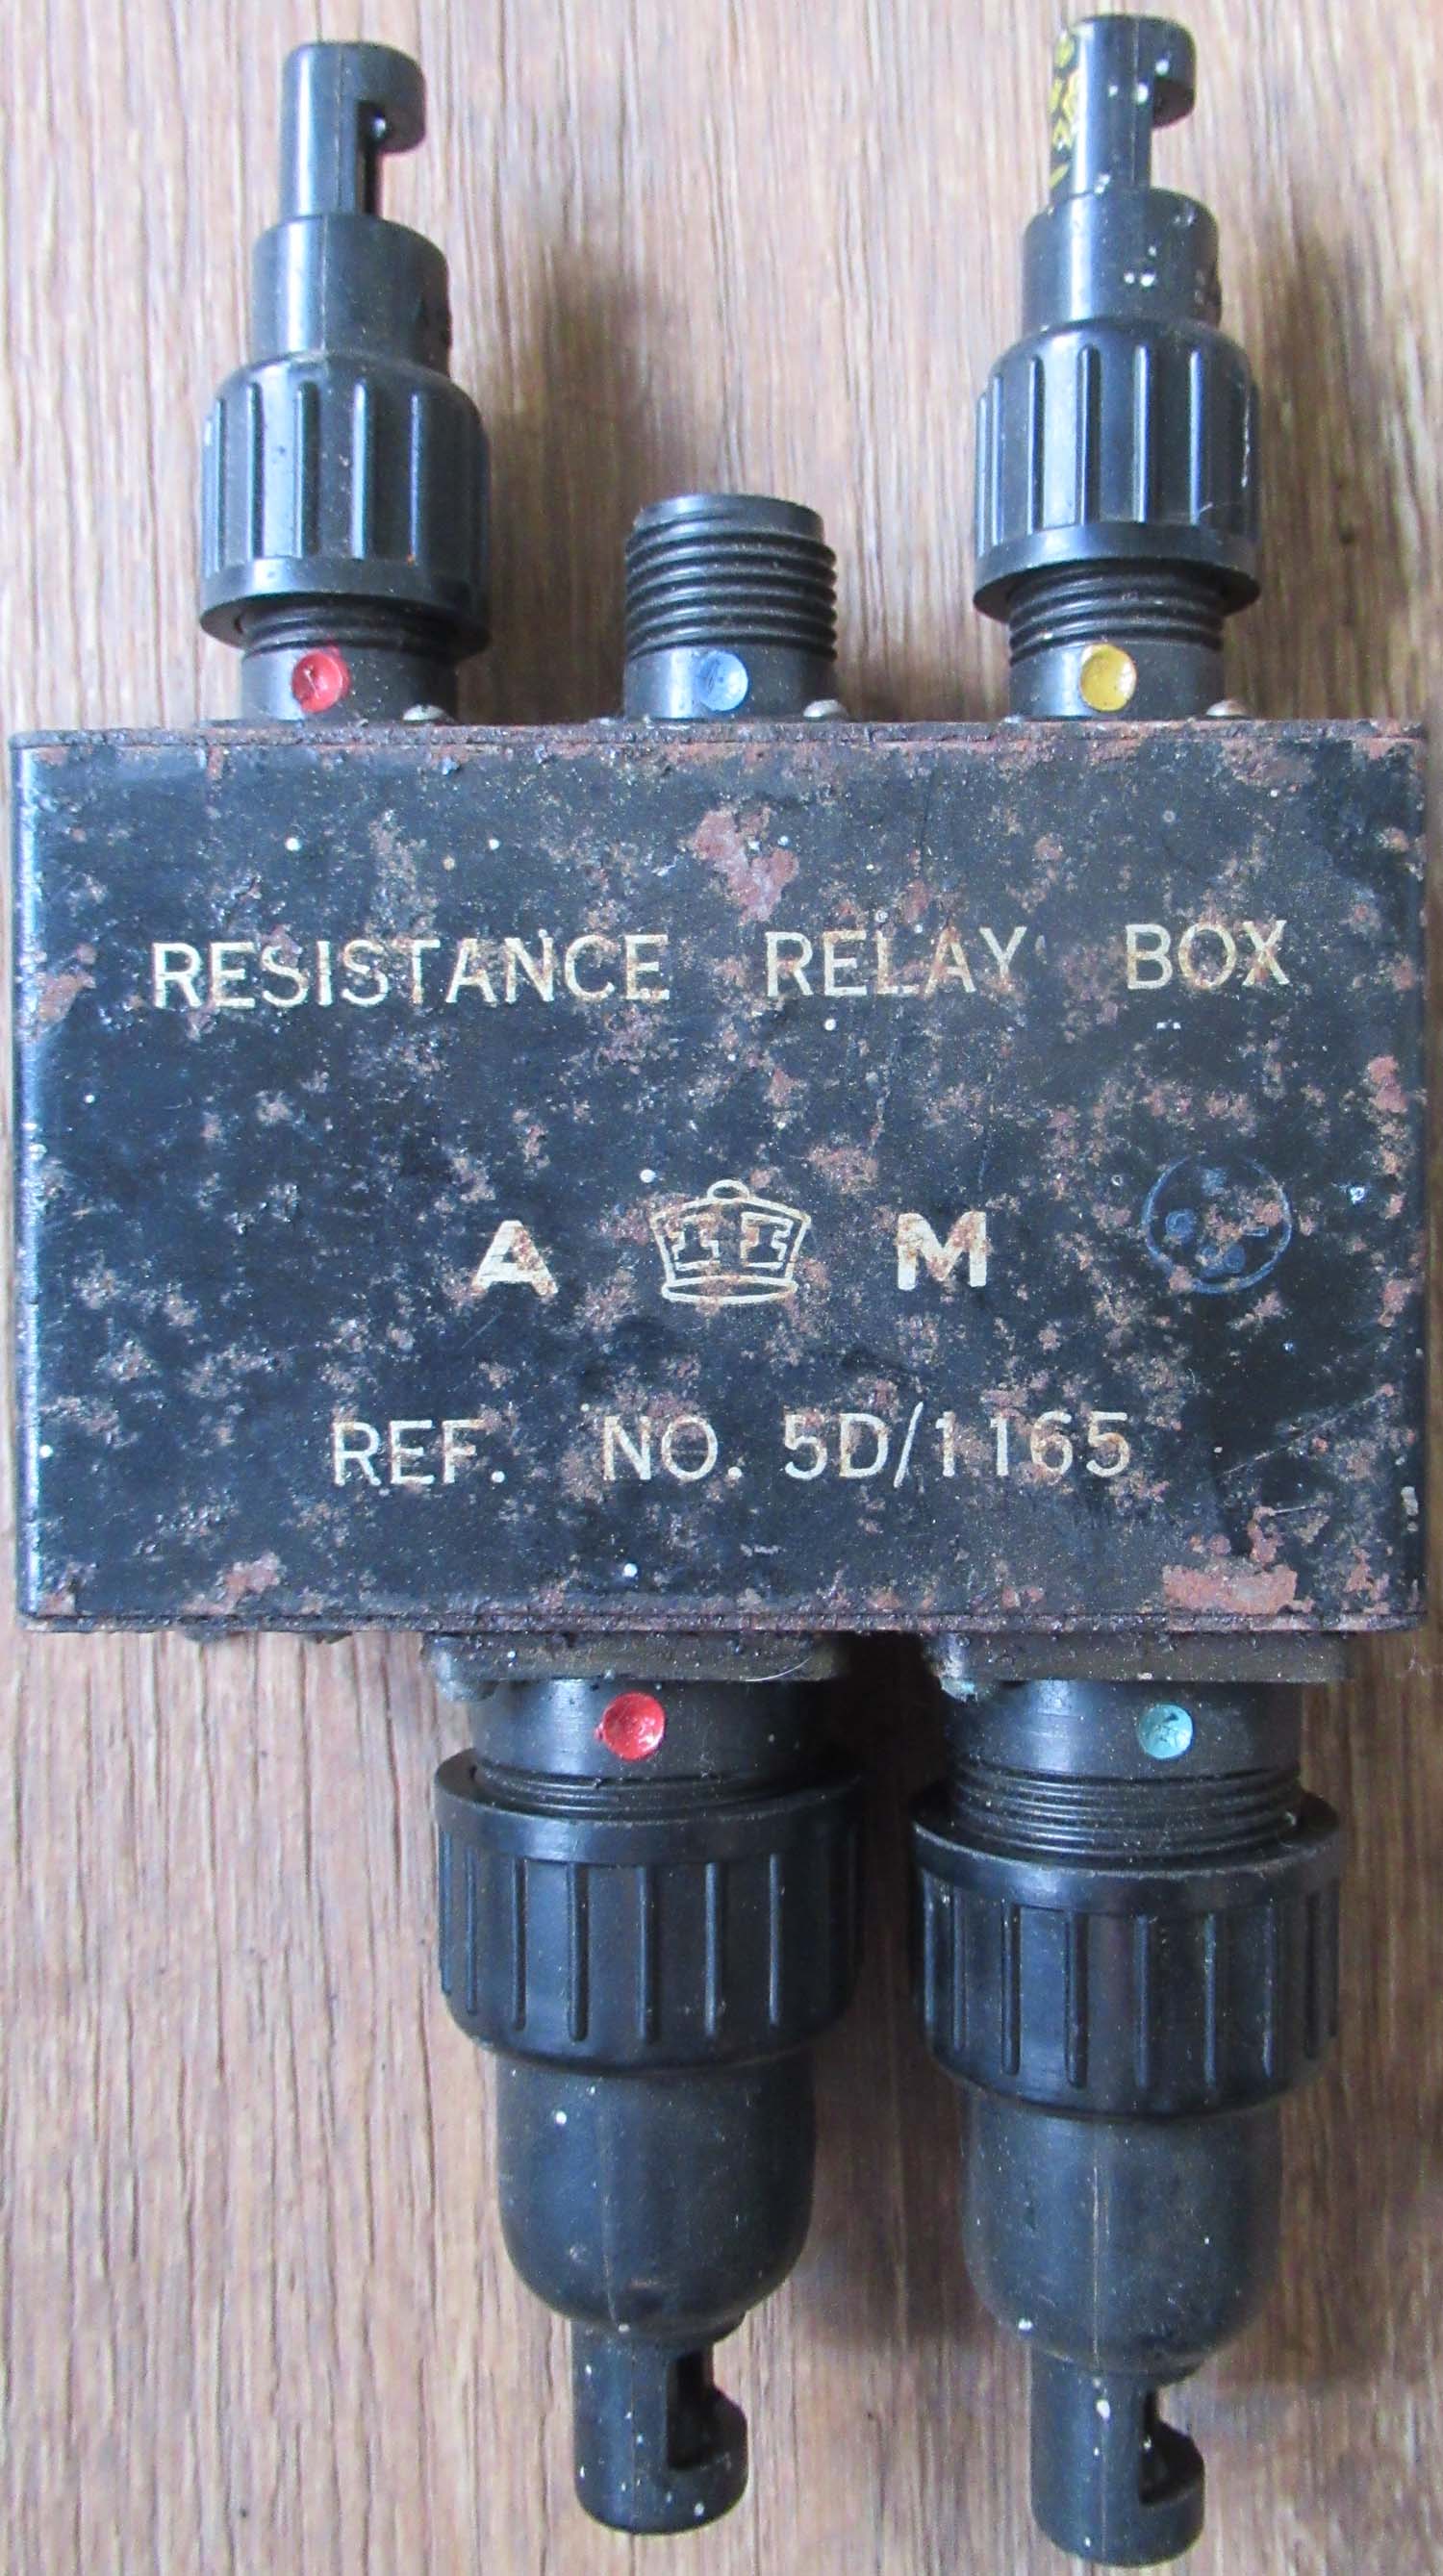 RESISTANCE RELAY BOX
A M
REF. NO. 5D/1165